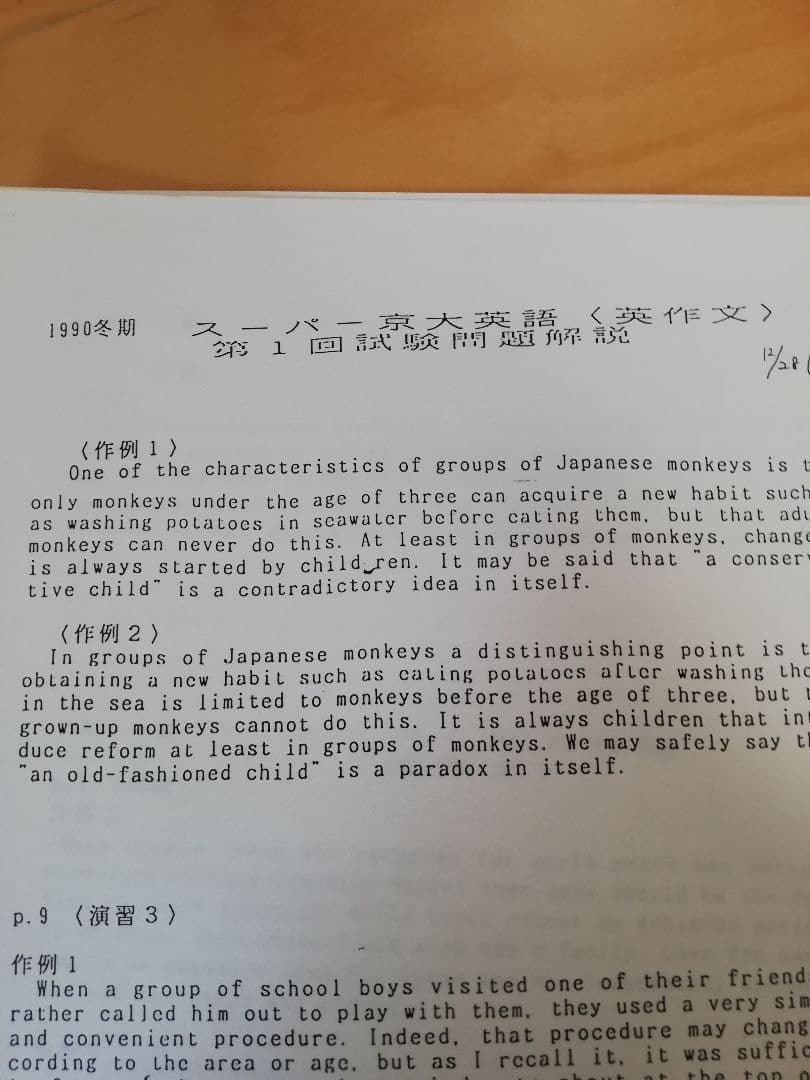 1990冬期 スーパー京大英語〈英作文〉
第1回試験問題解説
12/28
〈作例1〉
One of the characteristics of groups of Japanese monkeys is
only monkeys under the age of three can acquire a new habit such
as washing potatoes in seawater before eating them, but that
monkeys can never do this. At least in groups of monkeys, change
is always started by children. It may be said that "a conser
tive child" is a contradictory idea in itself.
〈作例2〉
In groups of Japanese monkeys a distinguishing point is
obtaining a new habit such as eating potatoes after washing
in the sea is limited to monkeys before the age of three, but
grown-up monkeys cannot do this. It is always children that
duce reform at least in groups of monkeys. We may safely say
"an old-fashioned child" is a paradox in itself.
p.9 〈演習3〉
作例1
When a group of school boys visited one of their friend
rather called him out to play with them, they used a very
and convenient procedure. Indeed, that procedure may chang
cording to the area or age, but as I recall it, it was
at the top